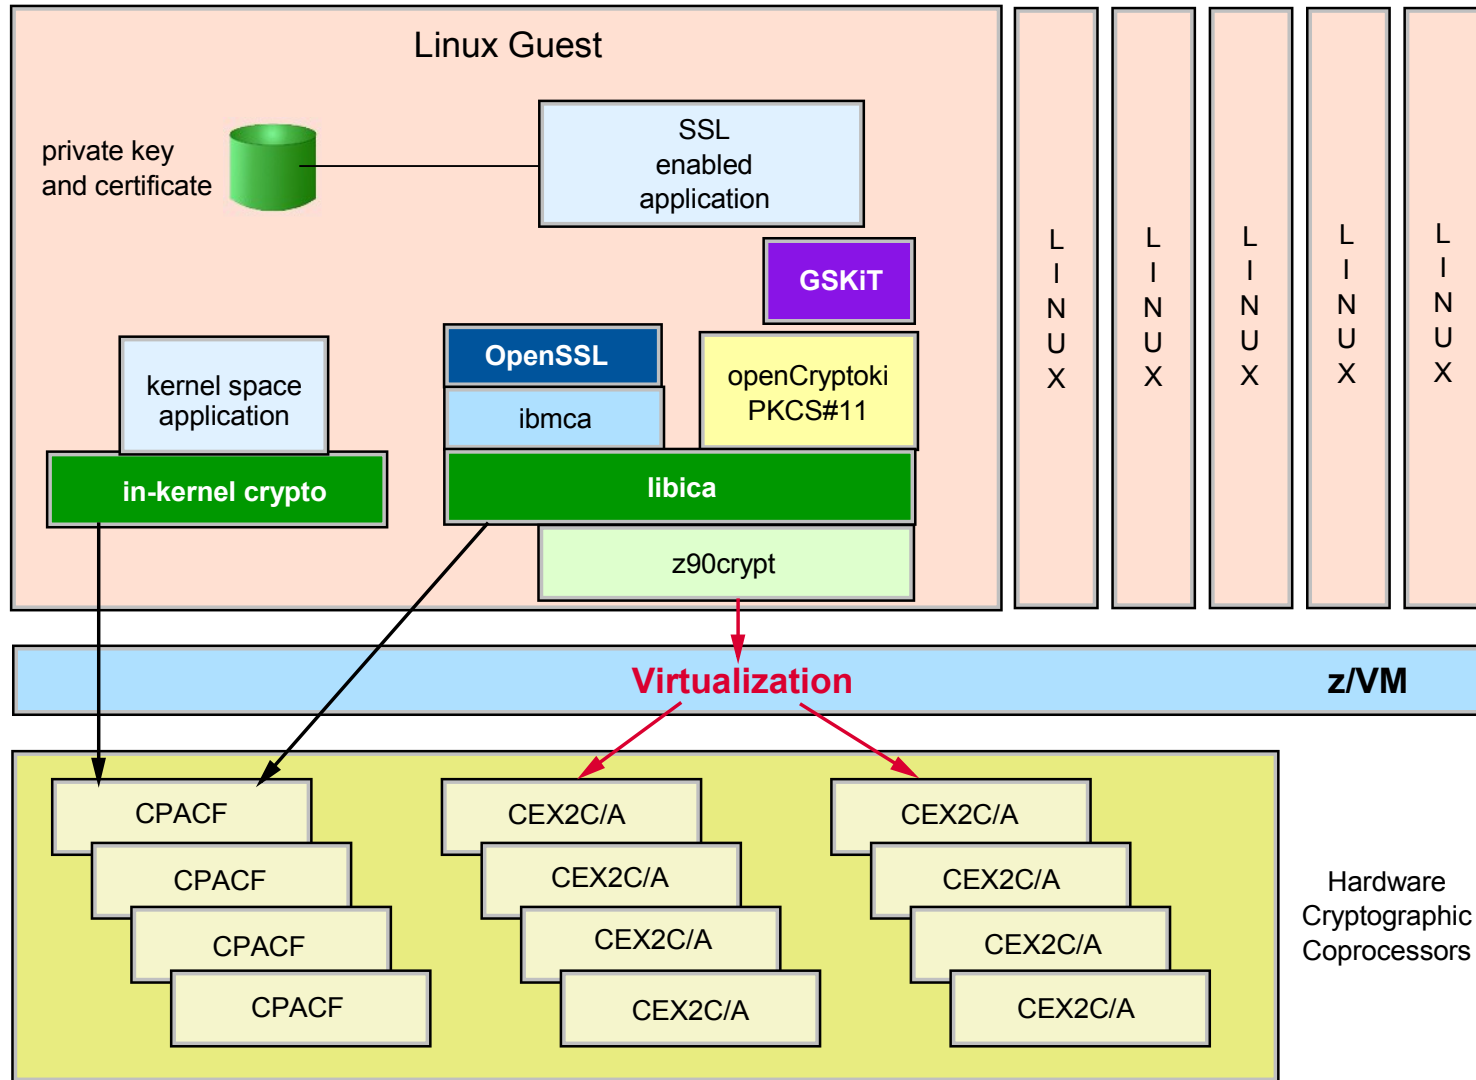 Linux Guest
private key
and certificate
SSL
enabled
application
GSKiT
OpenSSL
ibmca
openCryptoki
PKCS#11
kernel space
application
in-kernel crypto
libica
z90crypt
L
I
N
U
X
L
I
N
U
X
L
I
N
U
X
L
I
N
U
X
L
I
N
U
X
Virtualization
z/VM
CPACF
CPACF
CPACF
CPACF
CEX2C/A
CEX2C/A
CEX2C/A
CEX2C/A
CEX2C/A
CEX2C/A
CEX2C/A
CEX2C/A
Hardware
Cryptographic
Coprocessors